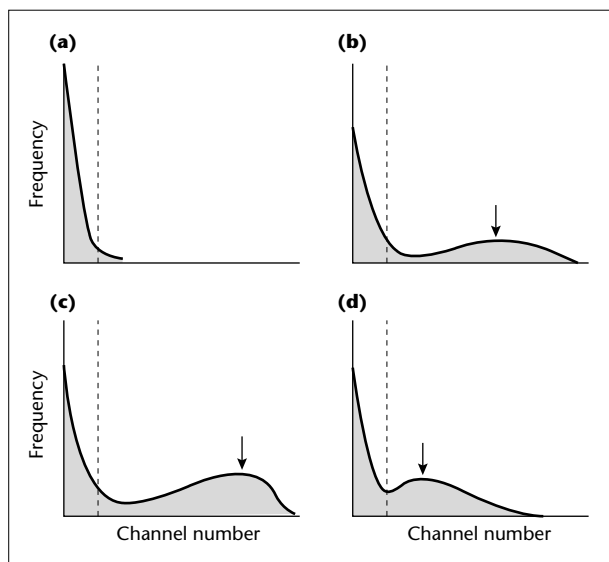 (a)
(b)
Frequency
(c)
(d)
Frequency
Channel number
Channel number